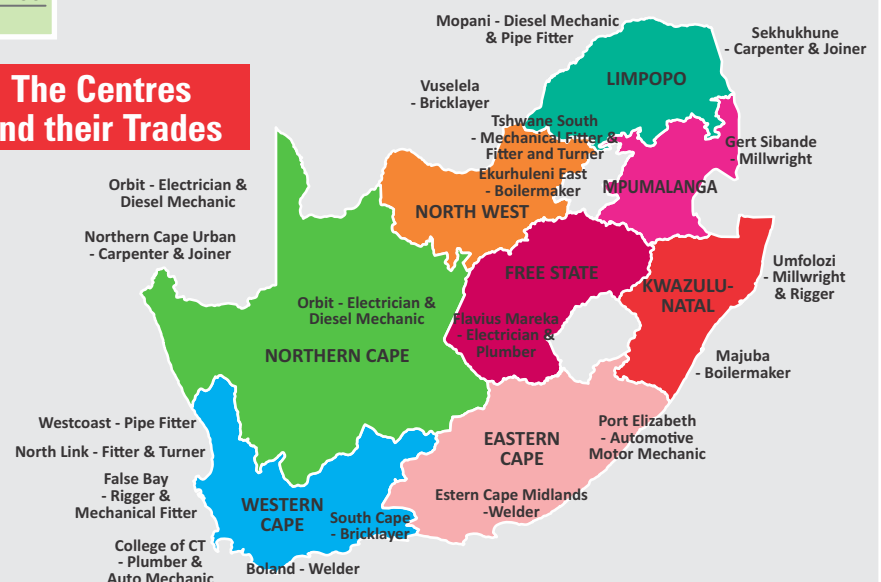 The Centres
nd their Trades
Mopani - Diesel Mechanic
& Pipe Fitter
Sekhukhune
- Carpenter & Joiner
LIMPOPO
Vuselela
- Bricklayer
Tshwane South
- Mechanical Fitter &
Fitter and Turner
Gert Sibande
- Millwright
Ekurhuleni East
- Boilermaker
MPUMALANGA
Orbit - Electrician &
Diesel Mechanic
NORTH WEST
Northern Cape Urban
- Carpenter & Joiner
FREE STATE
Umfolozi
- Millwright
& Rigger
KWAZULU-
NATAL
Orbit - Electrician &
Diesel Mechanic
Flavius Mareka
- Electrician &
Plumber
NORTHERN CAPE
Majuba
- Boilermaker
Westcoast - Pipe Fitter
Port Elizabeth
- Automotive
Motor Mechanic
EASTERN
CAPE
North Link - Fitter & Turner
False Bay
- Rigger &
Mechanical Fitter
Estern Cape Midlands
-Welder
WESTERN
CAPE
South Cape
- Bricklayer
College of CT
- Plumber &
Auto Mechanic
Boland - Welder